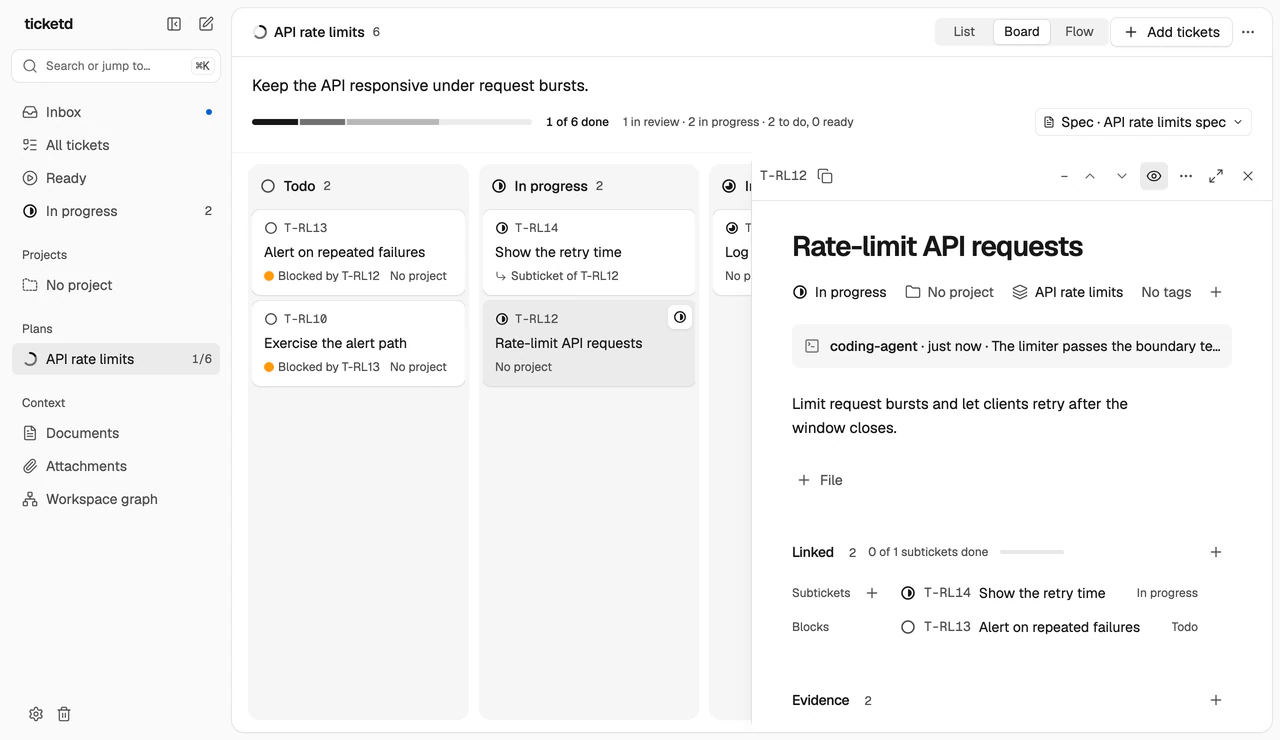 ticketd
Search or jump to... ⌘K
Inbox
All tickets
Ready
In progress 2
Projects
No project
Plans
API rate limits 1/6
Context
Documents
Attachments
Workspace graph
API rate limits 6
List Board Flow + Add tickets
Keep the API responsive under request bursts.
1 of 6 done 1 in review · 2 in progress · 2 to do, 0 ready
Spec · API rate limits spec
Todo 2
T-RL13
Alert on repeated failures
Blocked by T-RL12 No project
T-RL10
Exercise the alert path
Blocked by T-RL13 No project
In progress 2
T-RL14
Show the retry time
Subticket of T-RL12
T-RL12
Rate-limit API requests
No project
Log
No p
T-RL12
Rate-limit API requests
In progress No project API rate limits No tags +
coding-agent · just now · The limiter passes the boundary te...
Limit request bursts and let clients retry after the
window closes.
+ File
Linked 2 0 of 1 subtickets done +
Subtickets + T-RL14 Show the retry time In progress
Blocks T-RL13 Alert on repeated failures Todo
Evidence 2 +